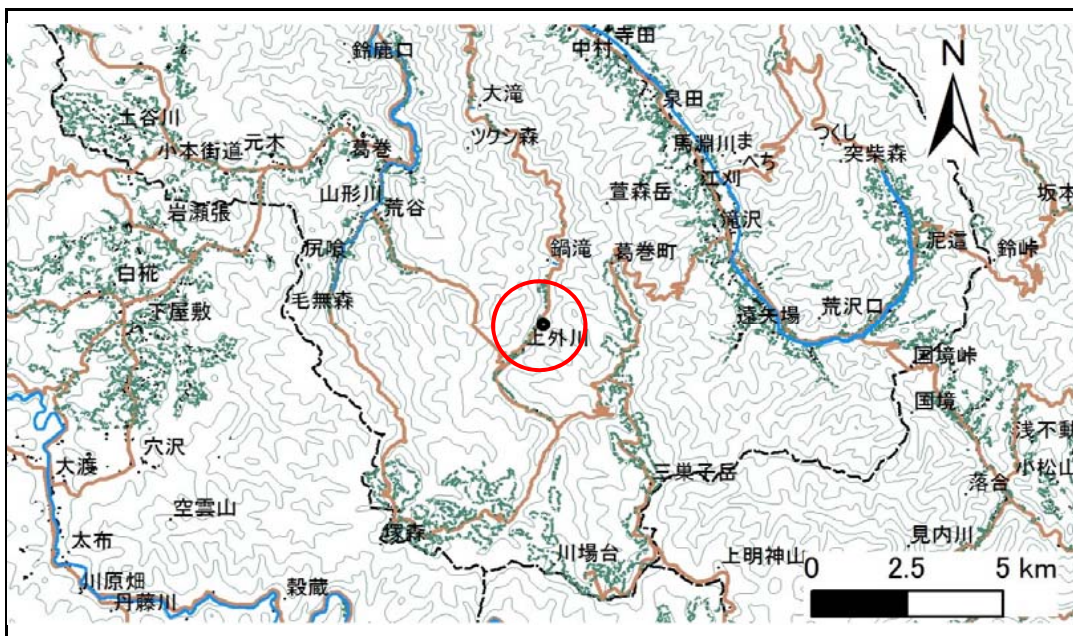 寺田
中村
鈴鹿口
N
大滝
泉田
土谷川
ツクシ森
つくし
元木
馬淵川
まべち
小本街道
葛巻
突柴森
江刈
山形川
萱森岳
坂本
岩瀬張
荒谷
滝沢
尻喰
鍋滝
葛巻町
泥這
鈴峠
白椛
毛無森
下屋敷
荒沢口
遠矢場
上外川
国境峠
国境
浅不動
穴沢
大渡
三巣子岳
小松山
落合
空雲山
塚森
見内川
太布
川場台
上明神山
0 2.5 5 km
川原畑
穀蔵
丹藤川